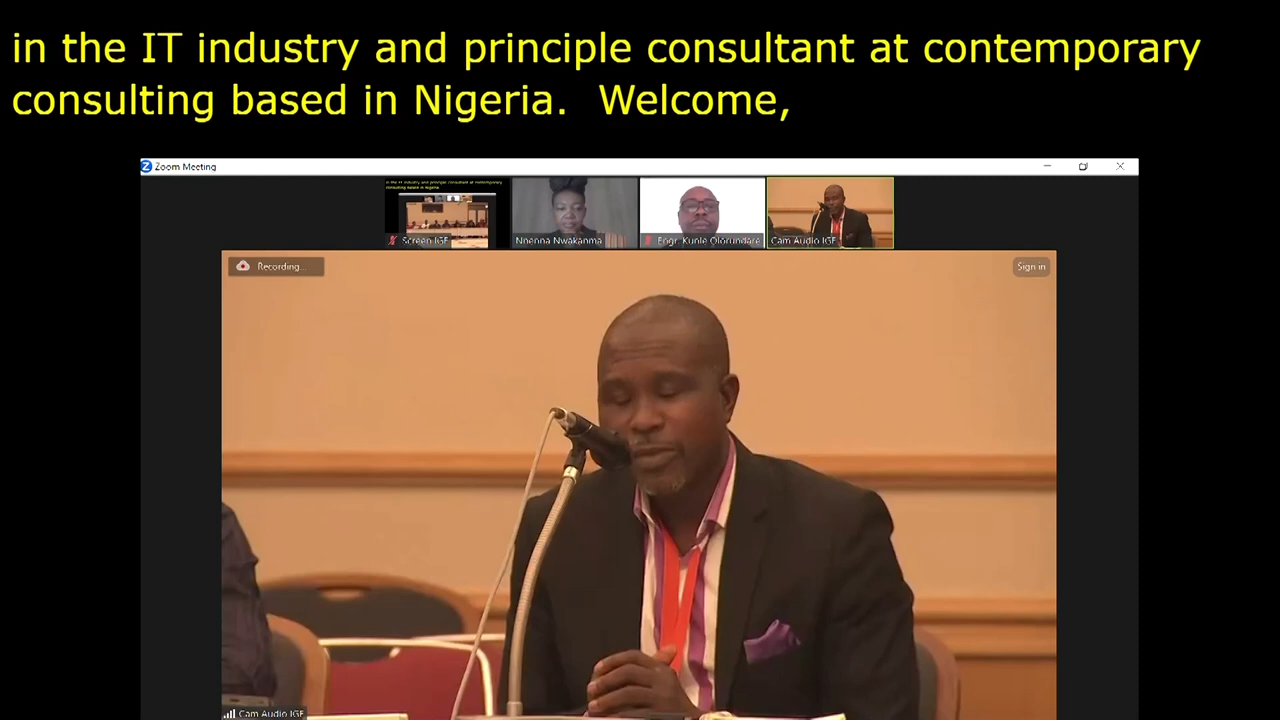 in the IT industry and principle consultant at contemporary
consulting based in Nigeria.  Welcome,
Zoom Meeting
Screen IGF
Nnenna Nwakanma
Engr. Kunle Olorundare
Cam Audio IGF
Recording...
Sign in
Cam Audio IGF